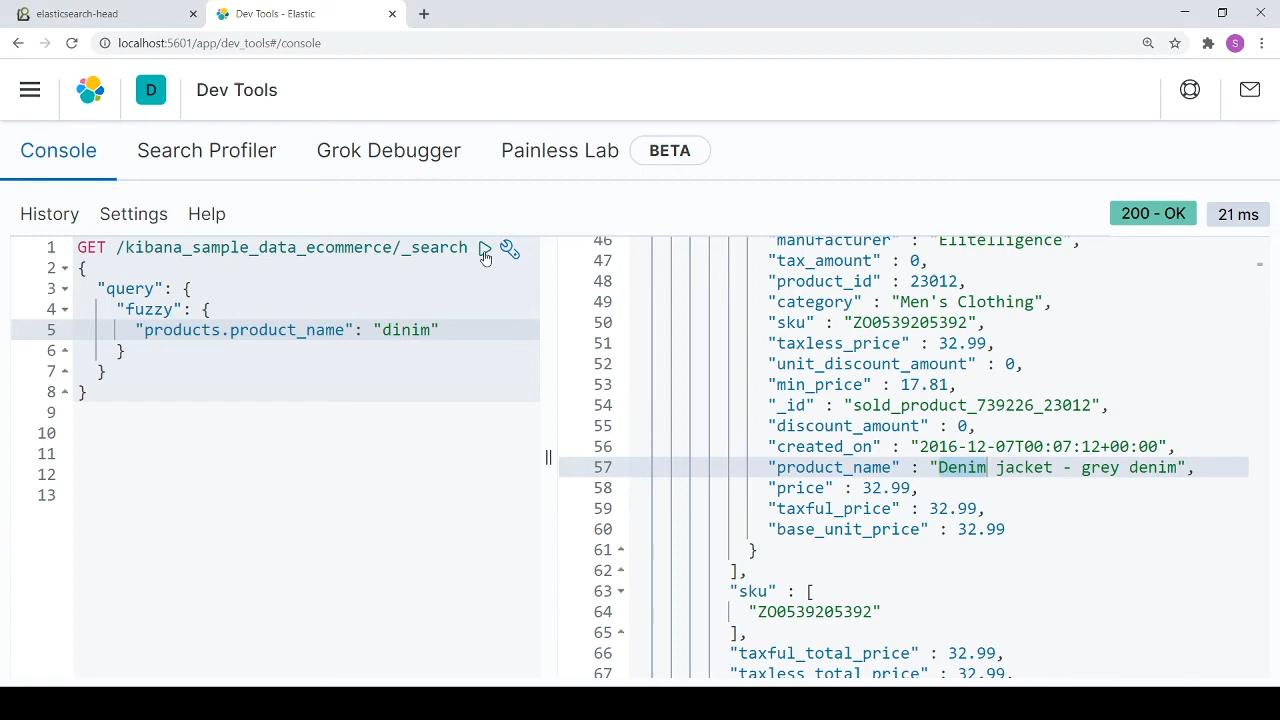 elasticsearch-head
Dev Tools - Elastic
localhost:5601/app/dev_tools#/console
S
D
Dev Tools
Console Search Profiler Grok Debugger Painless Lab BETA
History Settings Help
200 - OK 21 ms
1 GET /kibana_sample_data_ecommerce/_search
2 {
3 "query": {
4 "fuzzy": {
5 "products.product_name": "dinim"
6 }
7 }
8 }
9
10
11
12
13
46 "manufacturer" : "Elitelligence",
47 "tax_amount" : 0,
48 "product_id" : 23012,
49 "category" : "Men's Clothing",
50 "sku" : "ZO0539205392",
51 "taxless_price" : 32.99,
52 "unit_discount_amount" : 0,
53 "min_price" : 17.81,
54 "_id" : "sold_product_739226_23012",
55 "discount_amount" : 0,
56 "created_on" : "2016-12-07T00:07:12+00:00",
57 "product_name" : "Denim jacket - grey denim",
58 "price" : 32.99,
59 "taxful_price" : 32.99,
60 "base_unit_price" : 32.99
61 }
62 ],
63 "sku" : [
64 "ZO0539205392"
65 ],
66 "taxful_total_price" : 32.99,
67 "taxless_total_price" : 32.99,